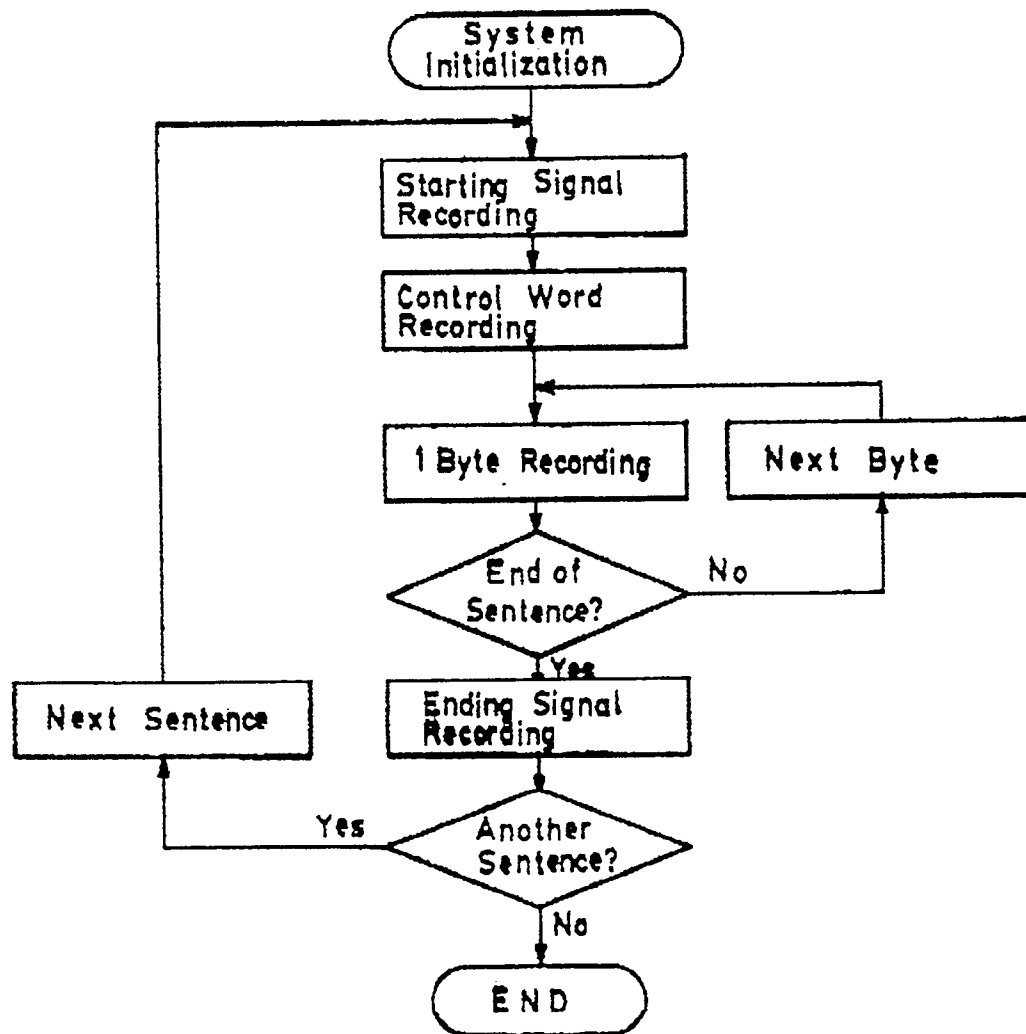 System
Initialization
Starting Signal
Recording
Control Word
Recording
1 Byte Recording
Next Byte
End of
Sentence?
No
Yes
Next Sentence
Ending Signal
Recording
Yes
Another
Sentence?
No
END